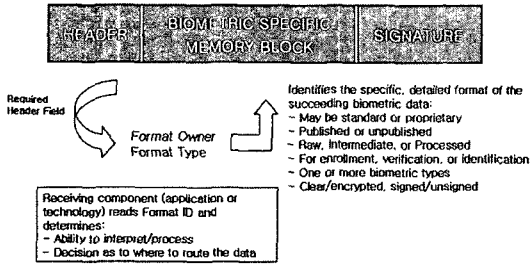 HEADER
BIOMETRIC SPECIFIC
MEMORY BLOCK
SIGNATURE
Required
Header Field
Format Owner
Format Type
Identifies the specific, detailed format of the
succeeding biometric data:
~ May be standard or proprietary
~ Published or unpublished
~ Raw, Intermediate, or Processed
~ For enrollment, verification, or identification
~ One or more biometric types
~ Clear/encrypted, signed/unsigned
Receiving component (application or
technology) reads Format ID and
determines:
- Ability to interpret/process
- Decision as to where to route the data